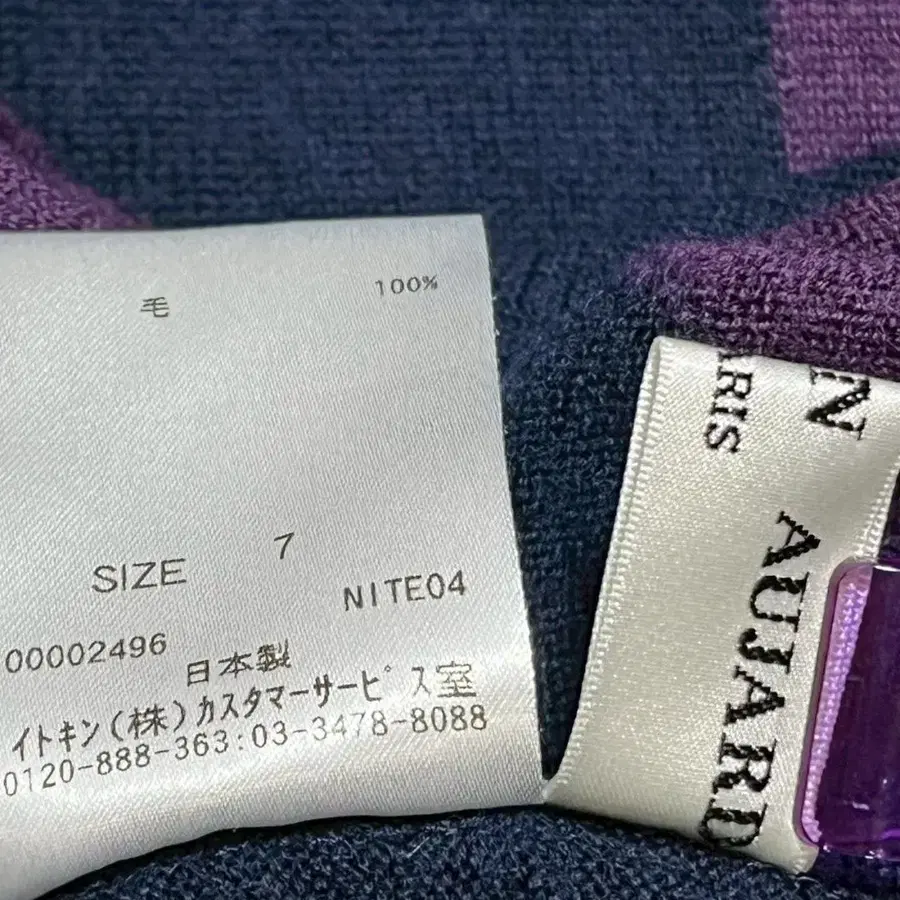 毛 100%
SIZE 7
NITE04
00002496
日本製
イトキン(株)カスタマーサービス室
0120-888-363:03-3478-8088
AUJARD